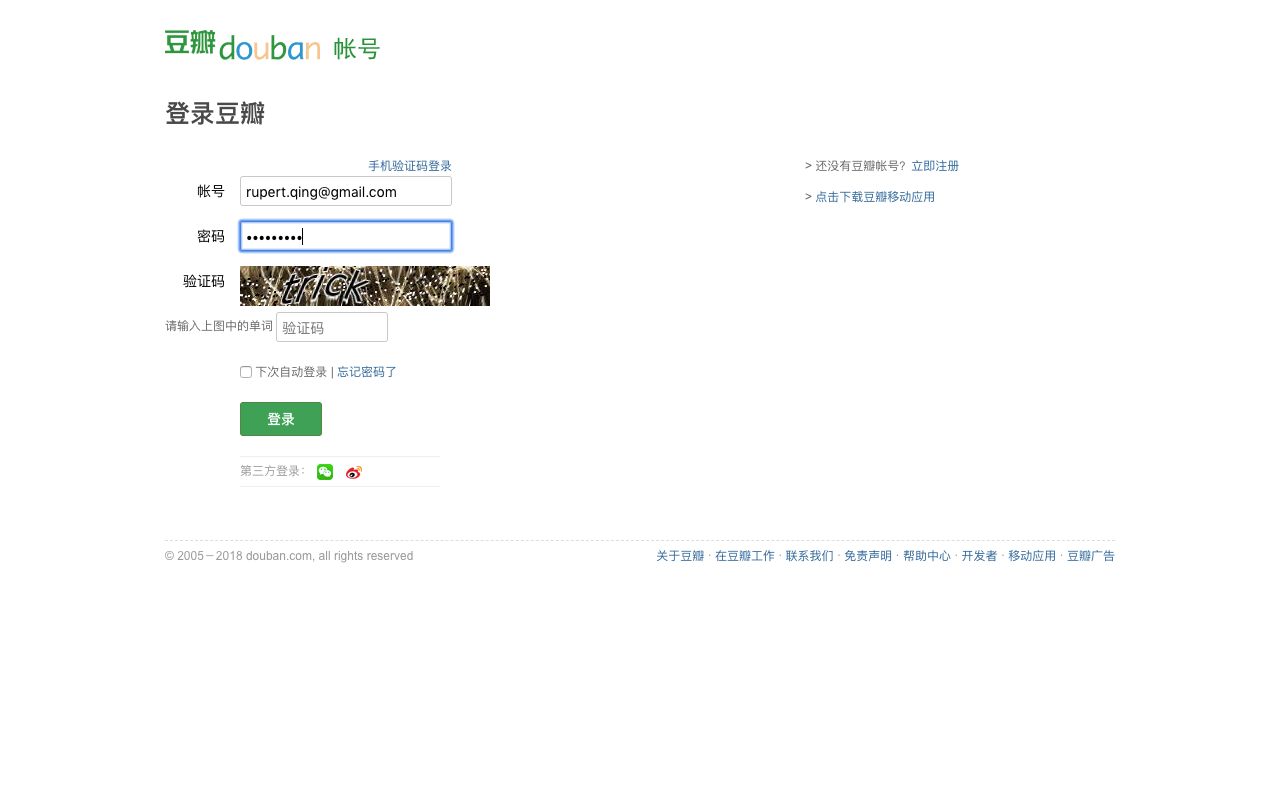 豆瓣douban 帐号
登录豆瓣
手机验证码登录
帐号 rupert.qing@gmail.com
密码 •••••••••
验证码 trick
请输入上图中的单词 验证码
下次自动登录 | 忘记密码了
登录
第三方登录：
> 还没有豆瓣帐号？立即注册
> 点击下载豆瓣移动应用
© 2005－2018 douban.com, all rights reserved
关于豆瓣 · 在豆瓣工作 · 联系我们 · 免责声明 · 帮助中心 · 开发者 · 移动应用 · 豆瓣广告